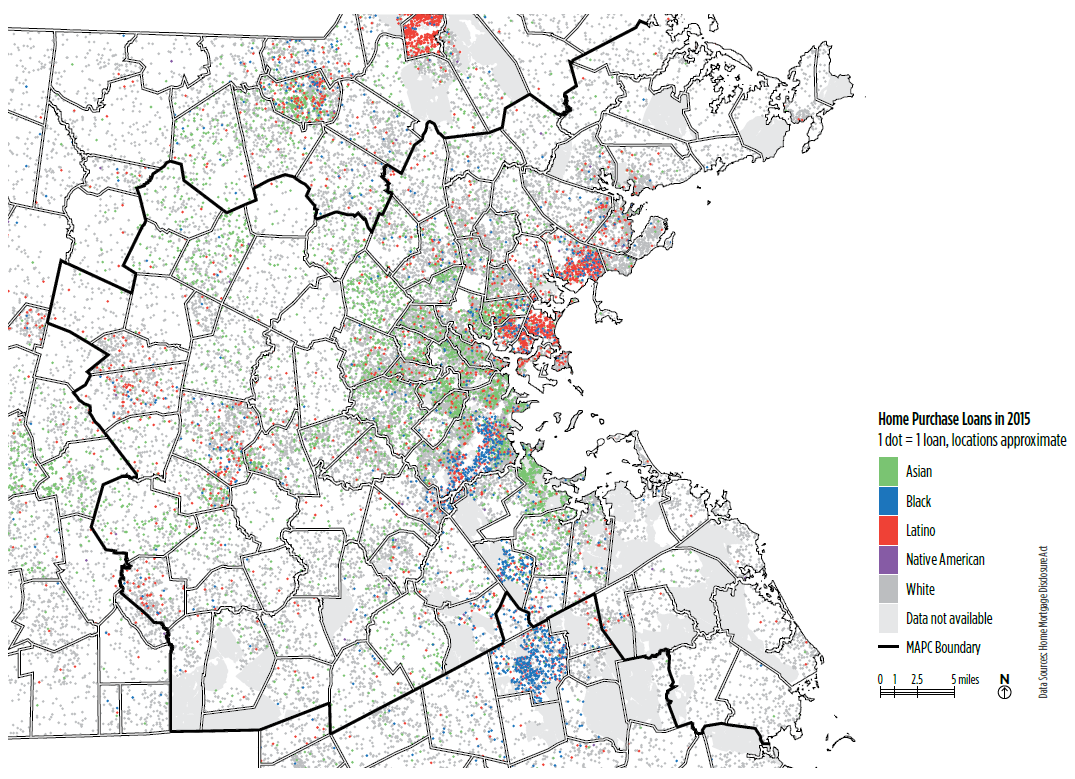 Home Purchase Loans in 2015
1 dot = 1 loan, locations approximate
Asian
Black
Latino
Native American
White
Data not available
MAPC Boundary
0 1 2.5 5 miles
N
Data Sources: Home Mortgage Disclosure Act